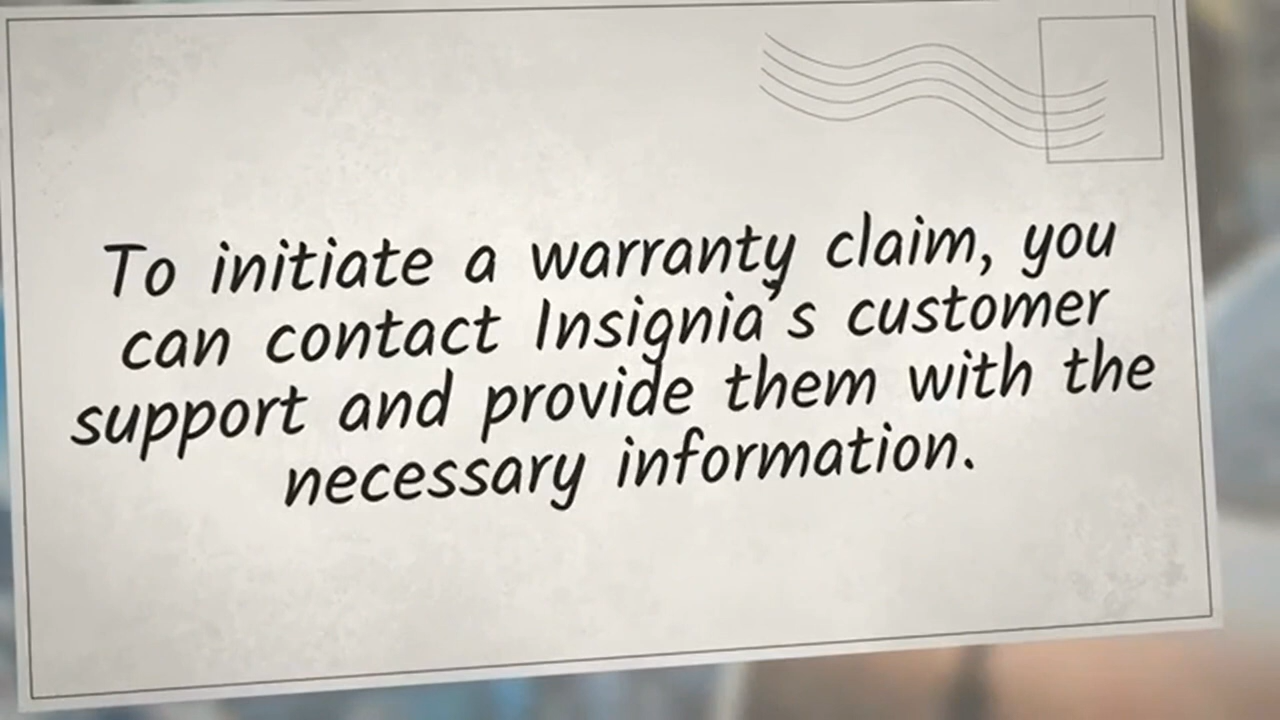 To initiate a warranty claim, you
can contact Insignia's customer
support and provide them with the
necessary information.